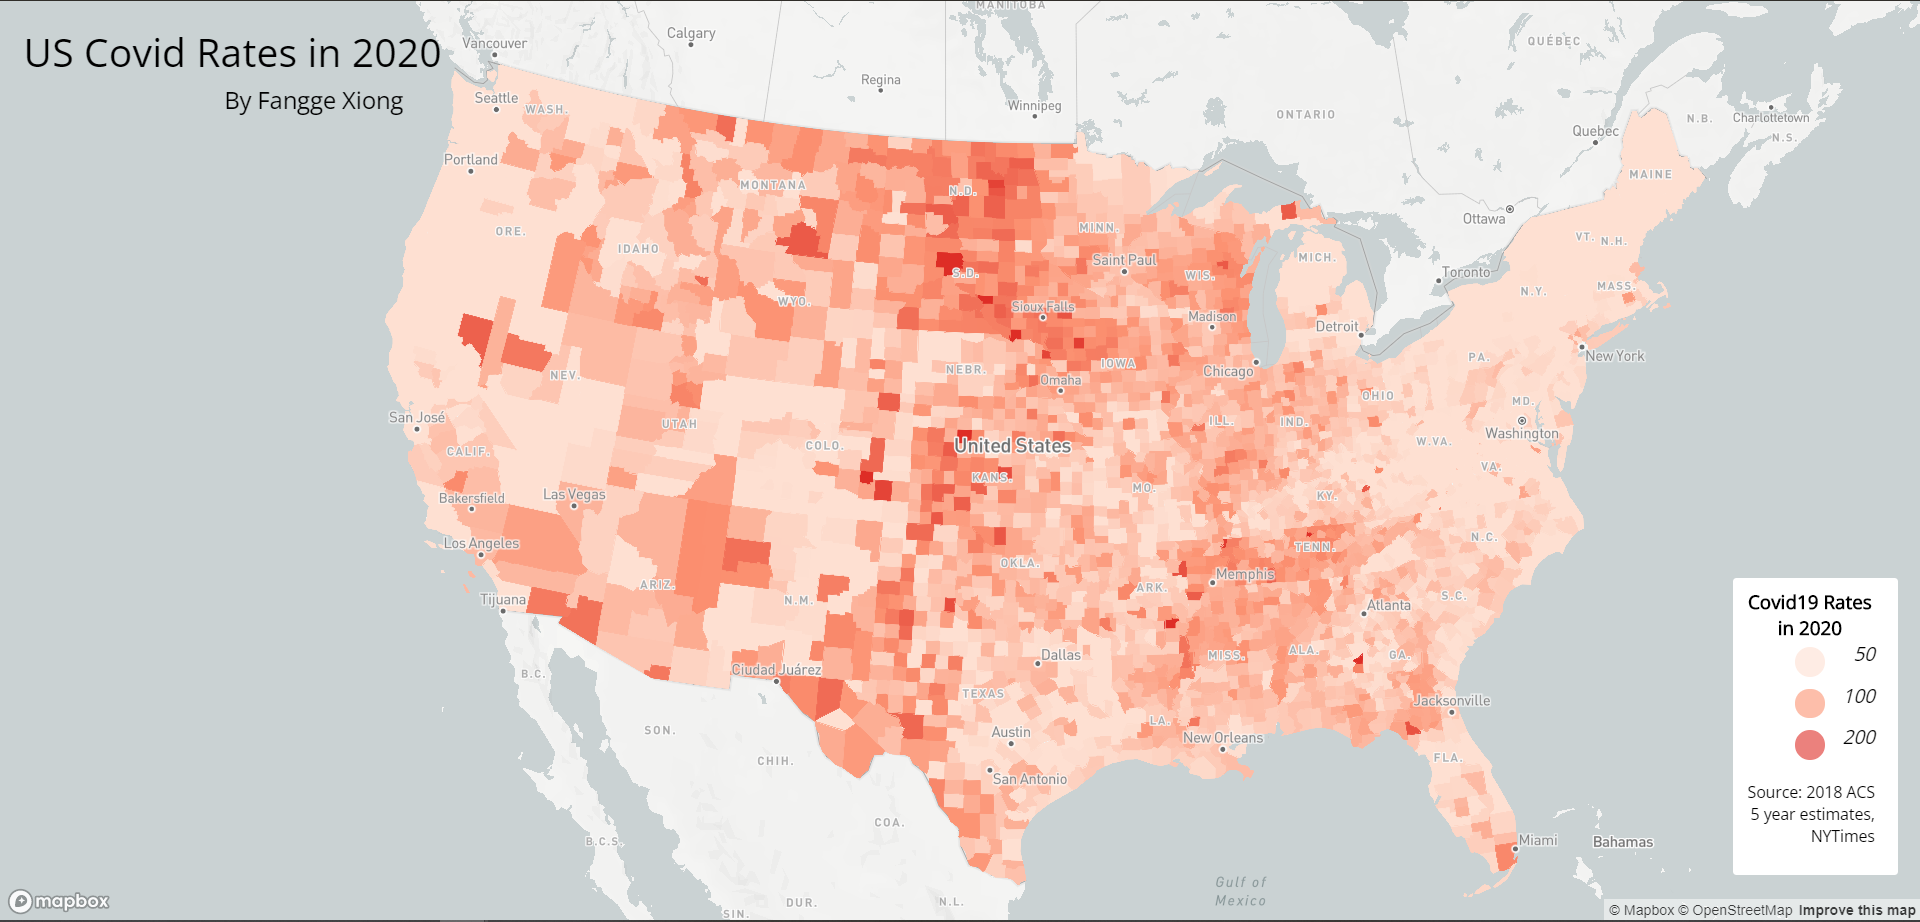 US Covid Rates in 2020
By Fangge Xiong
MANITOBA
Calgary
Vancouver
QUÉBEC
Regina
Seattle
WASH.
Winnipeg
ONTARIO
N.B.
Charlottetown
Quebec
N.S.
Portland
MONTANA
N.D.
MAINE
Ottawa
ORE.
IDAHO
MINN.
VT.
N.H.
Saint Paul
MICH.
S.D.
WIS.
Toronto
N.Y.
MASS.
WYO.
Sioux Falls
Madison
Detroit
New York
PA.
NEV.
NEBR.
IOWA
Chicago
Omaha
OHIO
MD.
San José
UTAH
COLO.
United States
ILL.
IND.
Washington
W.VA.
CALIF.
KANS.
MO.
KY.
VA.
Bakersfield
Las Vegas
Los Angeles
ARIZ.
N.M.
OKLA.
TENN.
N.C.
Memphis
ARK.
Tijuana
S.C.
Atlanta
B.C.
Ciudad Juárez
Dallas
MISS.
ALA.
GA.
TEXAS
Jacksonville
SON.
LA.
Austin
New Orleans
CHIH.
San Antonio
FLA.
COA.
B.C.S.
Miami
Bahamas
Gulf of
Mexico
DUR.
N.L.
SIN.
Covid19 Rates
in 2020
50
100
200
Source: 2018 ACS
5 year estimates,
NYTimes
mapbox
© Mapbox © OpenStreetMap Improve this map